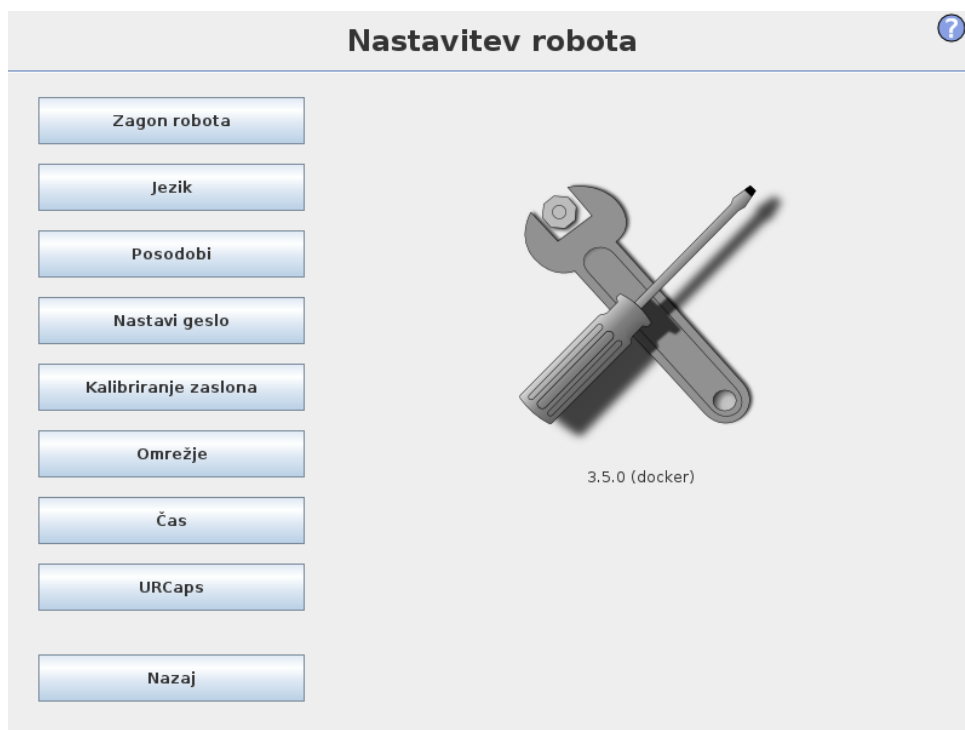 Nastavitev robota
?
Zagon robota
Jezik
Posodobi
Nastavi geslo
Kalibriranje zaslona
Omrežje
Čas
URCaps
Nazaj
3.5.0 (docker)